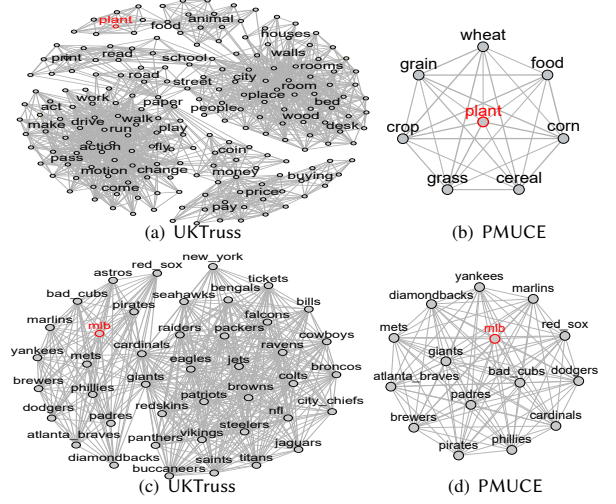 plant
food
animal
houses
print
read
school
walls
rooms
road
street
city
room
place
act
work
paper
people
bed
wood
make
drive
walk
run
play
desk
action
fly
pass
coin
motion
change
money
buying
come
price
pay
(a) UKTruss
wheat
grain
food
plant
crop
corn
grass
cereal
(b) PMUCE
new_york
red_sox
astros
tickets
bengals
bad_cubs
seahawks
bills
pirates
marlins
mlb
falcons
raiders
packers
cowboys
cardinals
ravens
yankees
mets
eagles
jets
broncos
brewers
phillies
giants
colts
browns
patriots
city_chiefs
dodgers
padres
redskins
nfl
steelers
atlanta_braves
panthers
vikings
jaguars
diamondbacks
saints
titans
buccaneers
(c) UKTruss
yankees
diamondbacks
marlins
mets
mlb
red_sox
giants
atlanta_braves
bad_cubs
dodgers
padres
brewers
cardinals
pirates
phillies
(d) PMUCE